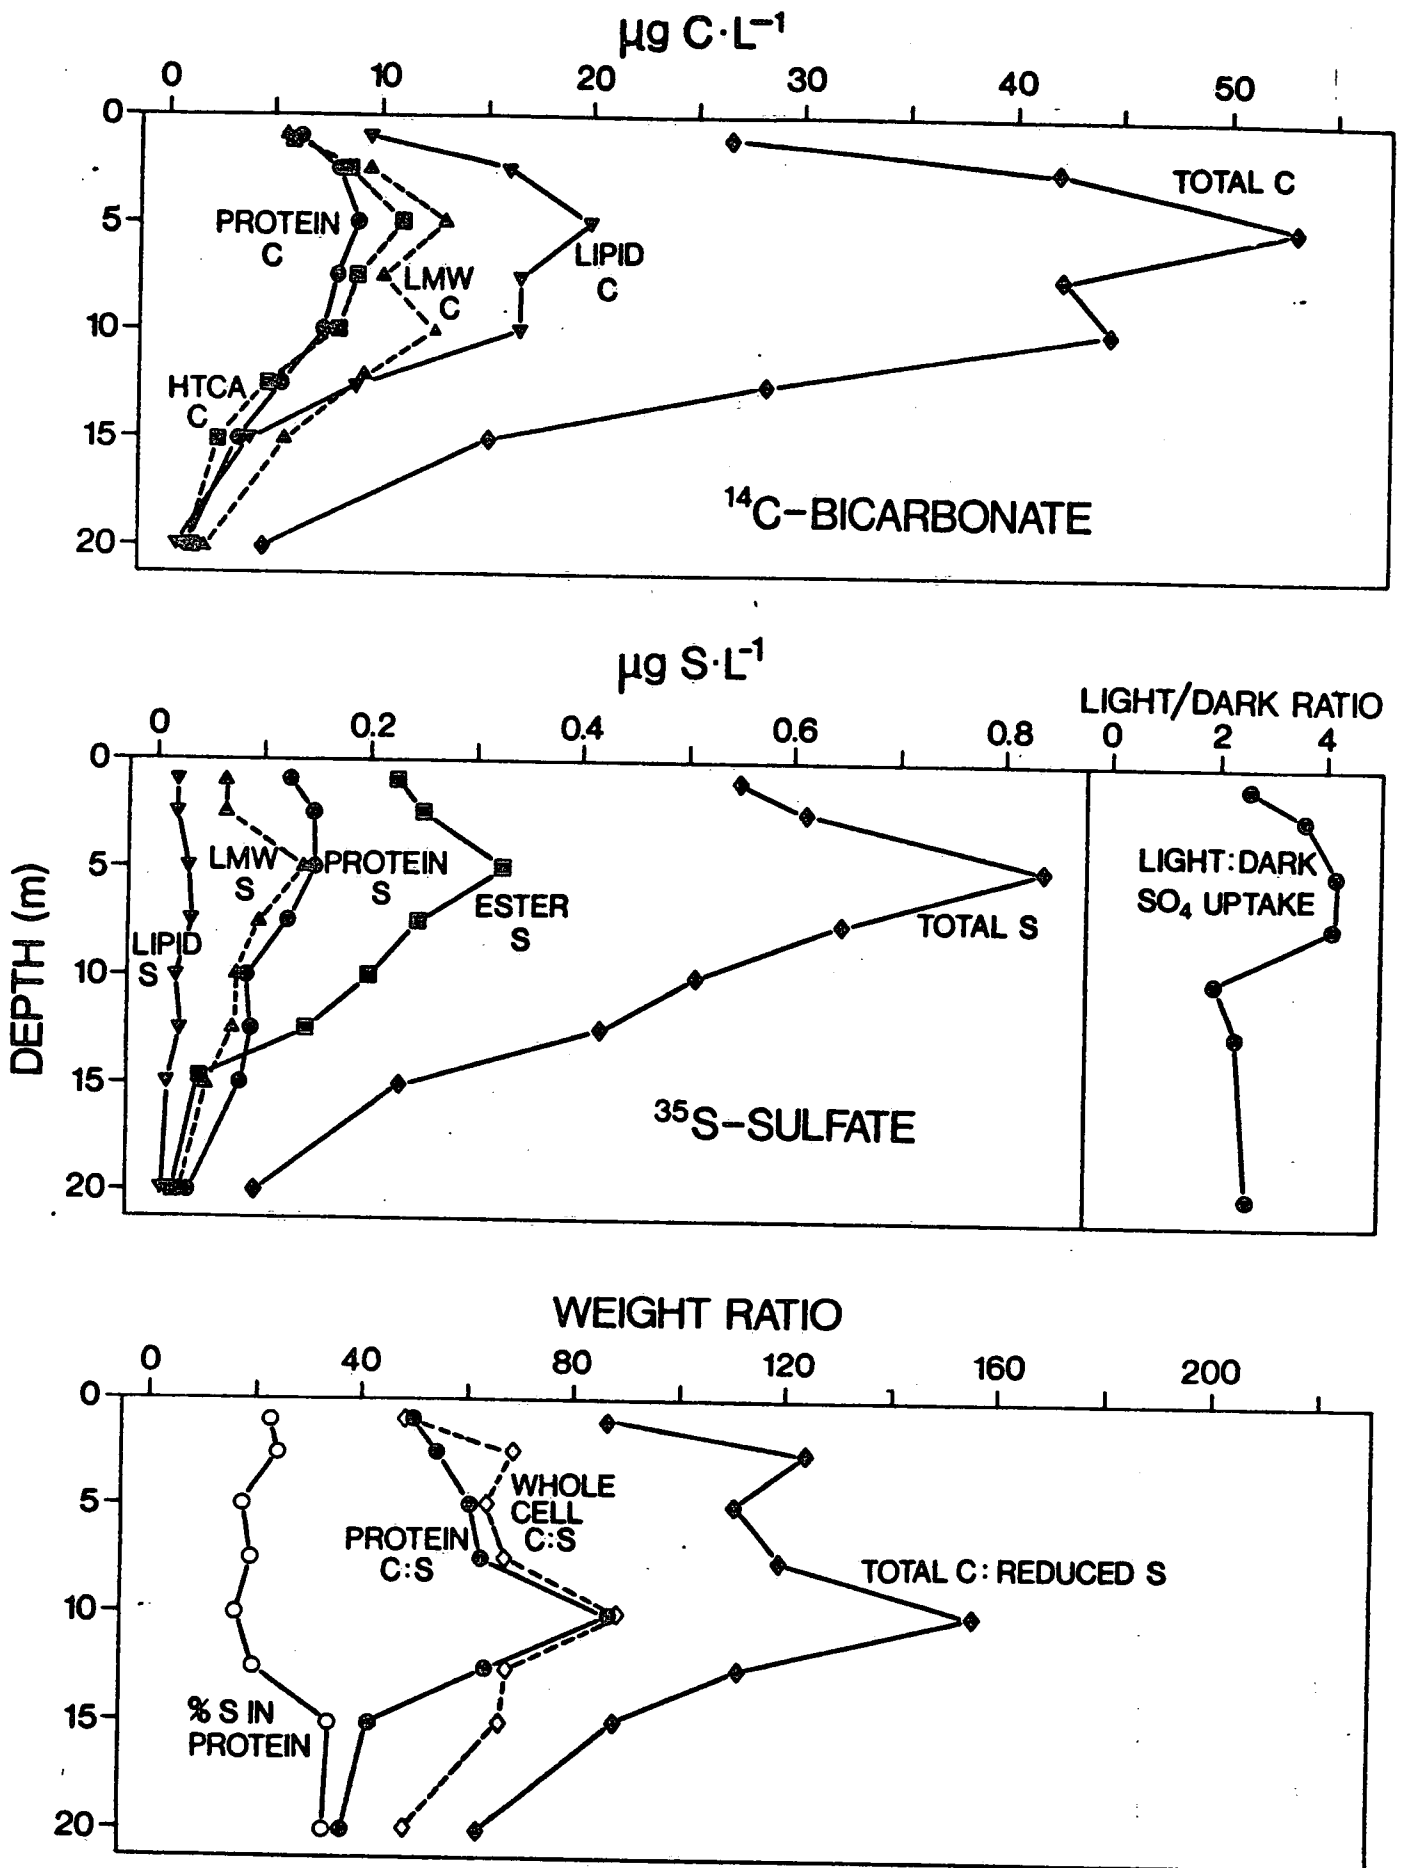 µg C·L⁻¹
0 10 20 30 40 50
0
5
10
15
20
TOTAL C
PROTEIN
C
LIPID
C
LMW
C
HTCA
C
¹⁴C-BICARBONATE
µg S·L⁻¹
0 0.2 0.4 0.6 0.8
LIGHT/DARK RATIO
0 2 4
DEPTH (m)
0
5
10
15
20
LMW
S
PROTEIN
S
ESTER
S
LIPID
S
TOTAL S
LIGHT:DARK
SO₄ UPTAKE
³⁵S-SULFATE
WEIGHT RATIO
0 40 80 120 160 200
0
5
10
15
20
WHOLE
CELL
C:S
PROTEIN
C:S
TOTAL C: REDUCED S
% S IN
PROTEIN